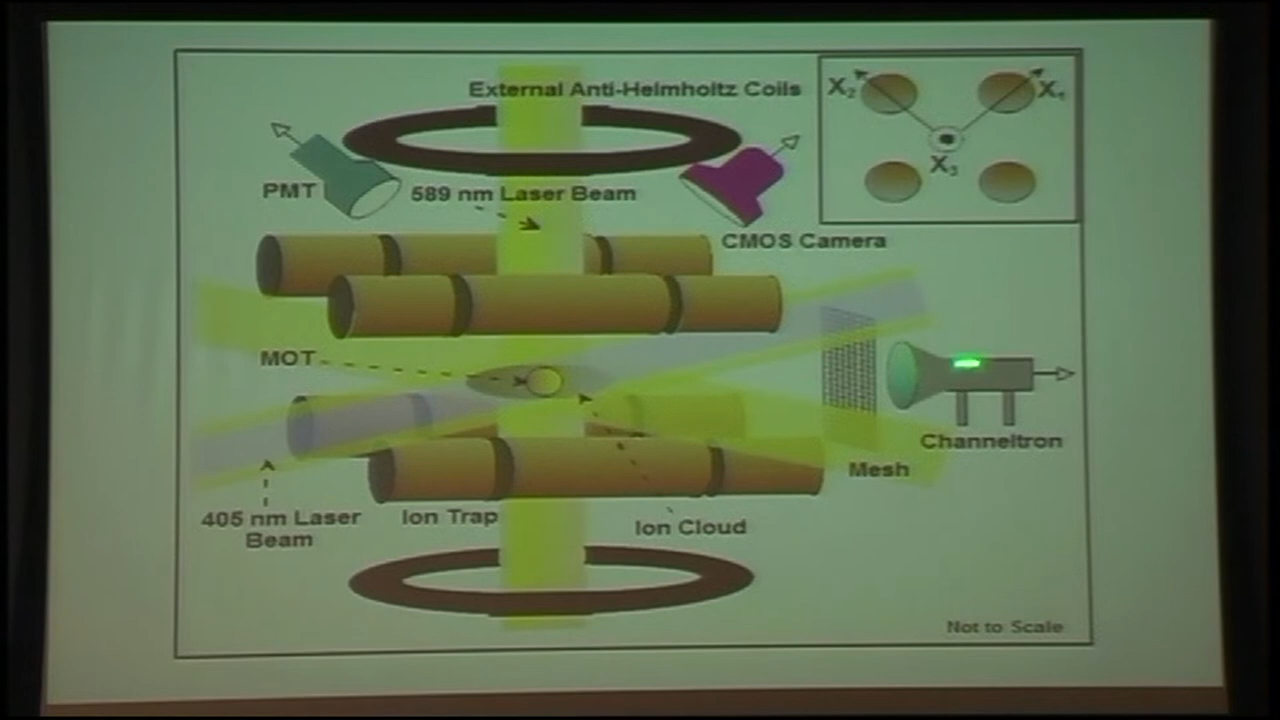 External Anti-Helmholtz Coils
X₂
X₁
X₃
PMT
589 nm Laser Beam
CMOS Camera
MOT
Channeltron
Mesh
405 nm Laser
Beam
Ion Trap
Ion Cloud
Not to Scale